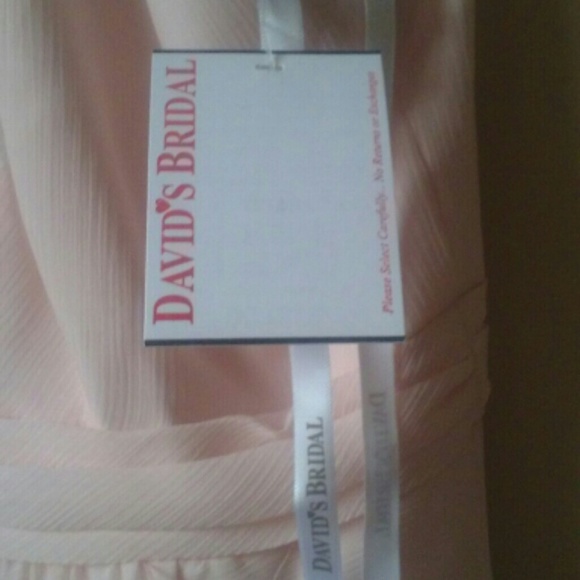 DAVID'S BRIDAL
Please Select Carefully... No Returns or Exchanges
DAVID'S BRIDAL